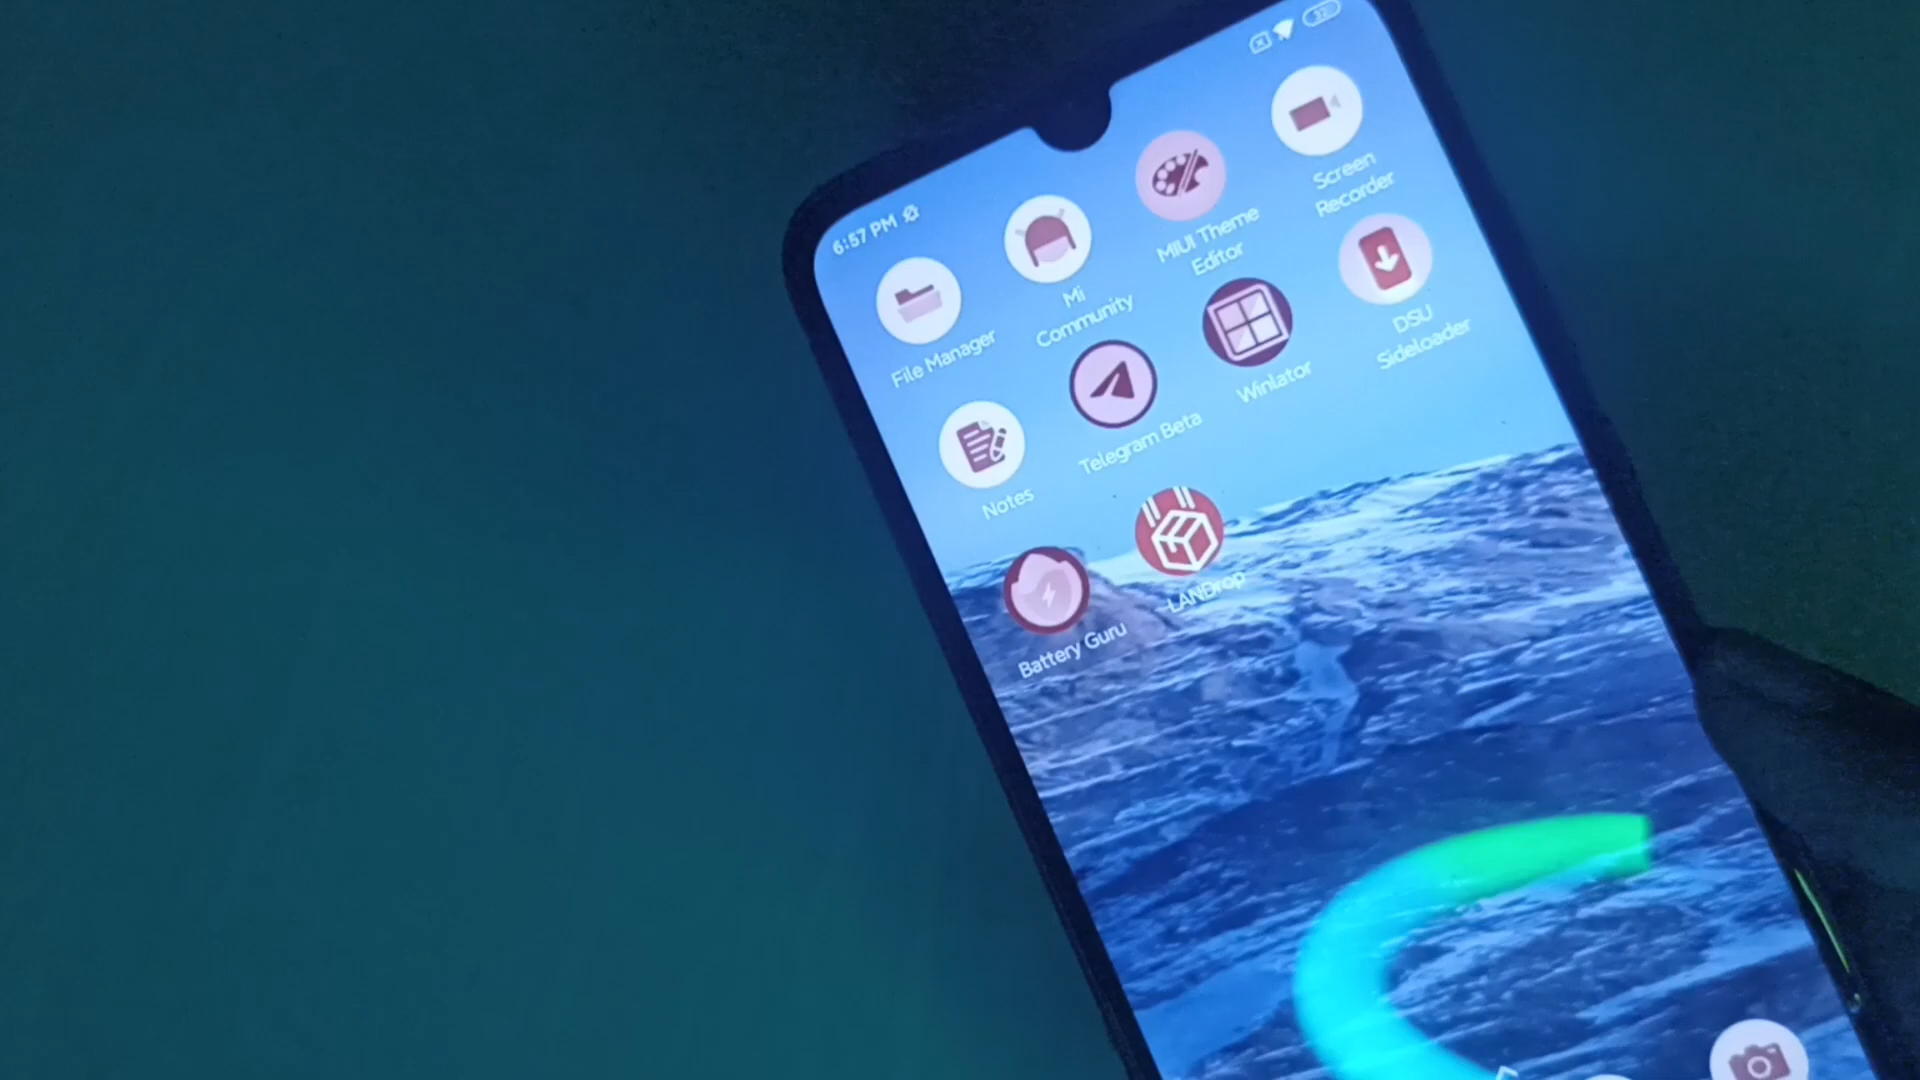 6:57 PM
32
File Manager
Mi
Community
MIUI Theme
Editor
Screen
Recorder
Notes
Telegram Beta
Winlator
DSU
Sideloader
Battery Guru
LANDrop